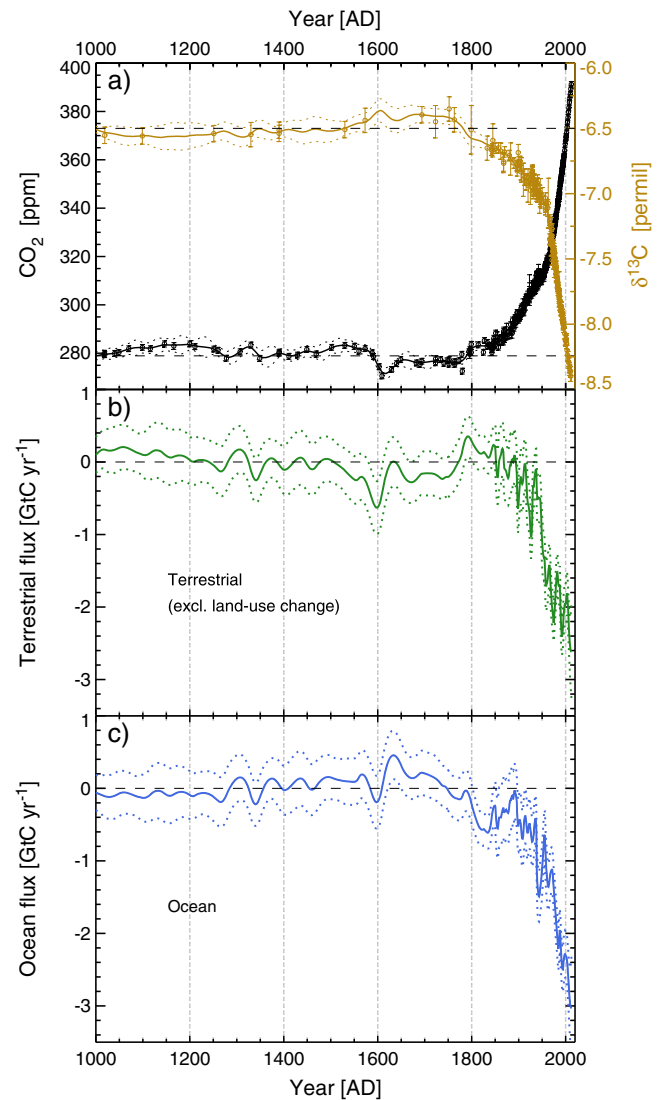 Year [AD]
1000 1200 1400 1600 1800 2000
a)
400
380
360
340
320
300
280
CO2 [ppm]
-6.0
-6.5
-7.0
-7.5
-8.0
-8.5
δ13C [permil]
b)
1
0
-1
-2
-3
Terrestrial flux [GtC yr-1]
Terrestrial
(excl. land-use change)
c)
1
0
-1
-2
-3
Ocean flux [GtC yr-1]
Ocean
1000 1200 1400 1600 1800 2000
Year [AD]